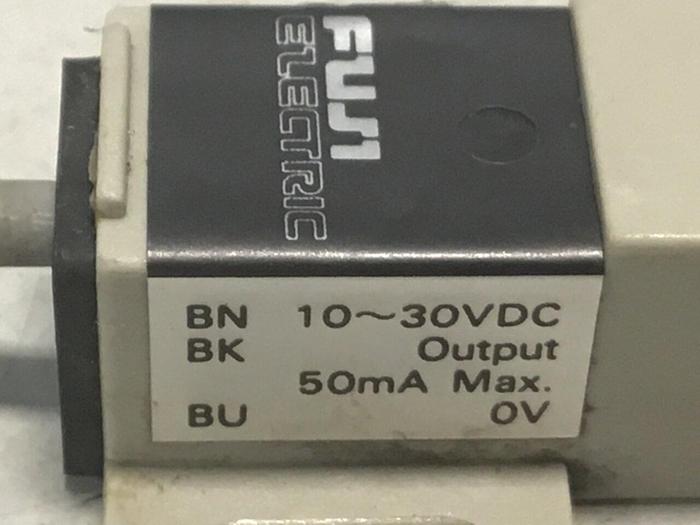 FUJI
ELECTRIC
BN 10~30VDC
BK Output
50mA Max.
BU 0V